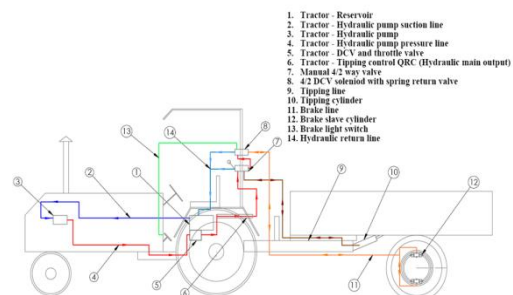 1. Tractor - Reservoir
2. Tractor - Hydraulic pump suction line
3. Tractor - Hydraulic pump
4. Tractor - Hydraulic pump pressure line
5. Tractor - DCV and throttle valve
6. Tractor - Tipping control QRC (Hydraulic main output)
7. Manual 4/2 way valve
8. 4/2 DCV soleniod with spring return valve
9. Tipping line
10. Tipping cylinder
11. Brake line
12. Brake slave cylinder
13. Brake light switch
14. Hydraulic return line
13
14
8
7
3
2
1
9
10
12
4
5
6
11